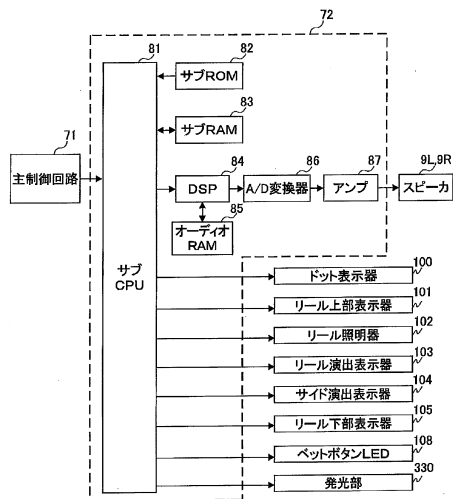 72
81
82
サブROM
83
サブRAM
71
主制御回路
84
86
87
9L,9R
DSP
A/D変換器
アンプ
スピーカ
85
オーディオ
RAM
サブ
CPU
100
ドット表示器
101
リール上部表示器
102
リール照明器
103
リール演出表示器
104
サイド演出表示器
105
リール下部表示器
108
ベットボタンLED
330
発光部